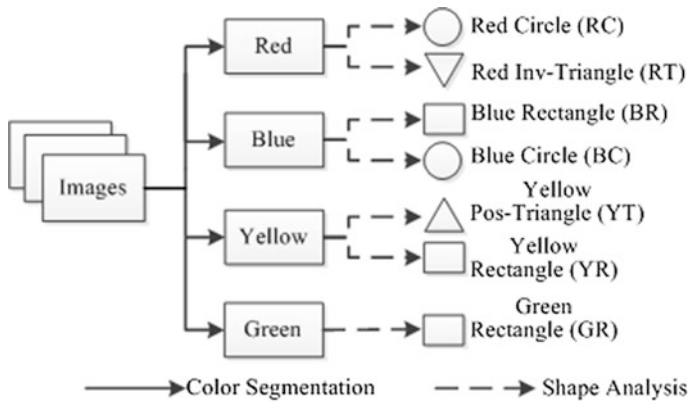 Images
Red
Red Circle (RC)
Red Inv-Triangle (RT)
Blue
Blue Rectangle (BR)
Blue Circle (BC)
Yellow
Yellow
Pos-Triangle (YT)
Yellow
Rectangle (YR)
Green
Green
Rectangle (GR)
Color Segmentation
Shape Analysis